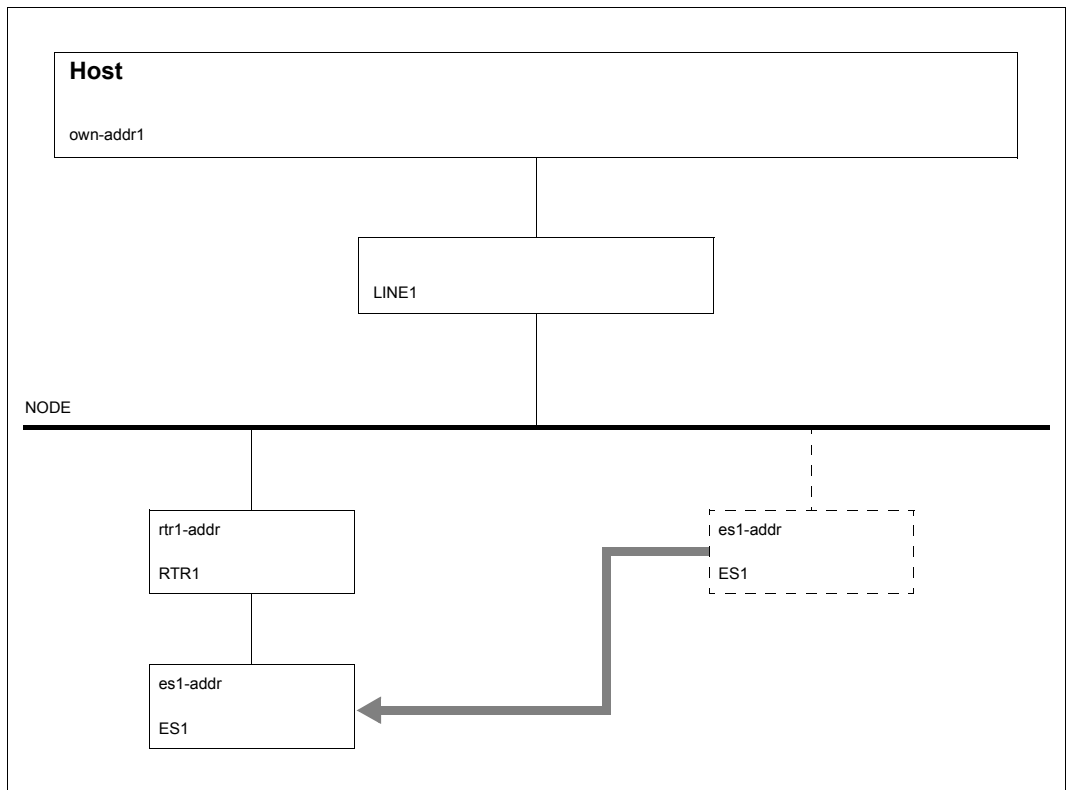 Host
own-addr1
LINE1
NODE
rtr1-addr
RTR1
es1-addr
ES1
es1-addr
ES1